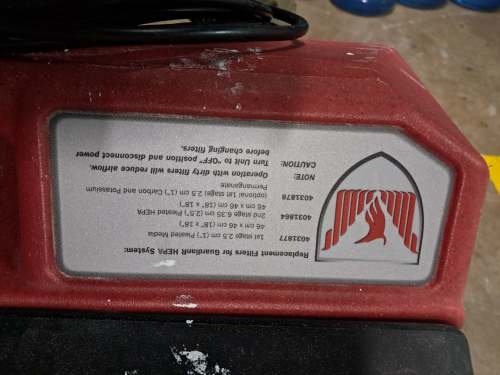 Replacement Filters for GuardianR HEPA System:
4031877 1st stage 2.5 cm (1") Pleated Media
46 cm x 46 cm (18" x 18")
4031864 2nd stage 6.35 cm (2.5") Pleated HEPA
46 cm x 46 cm (18" x 18")
4031878 (optional 1st stage) 2.5 cm (1") Carbon and Potassium
Permanganate
NOTE: Operation with dirty filters will reduce airflow.
CAUTION: Turn Unit to "OFF" position and disconnect power
before changing filters.